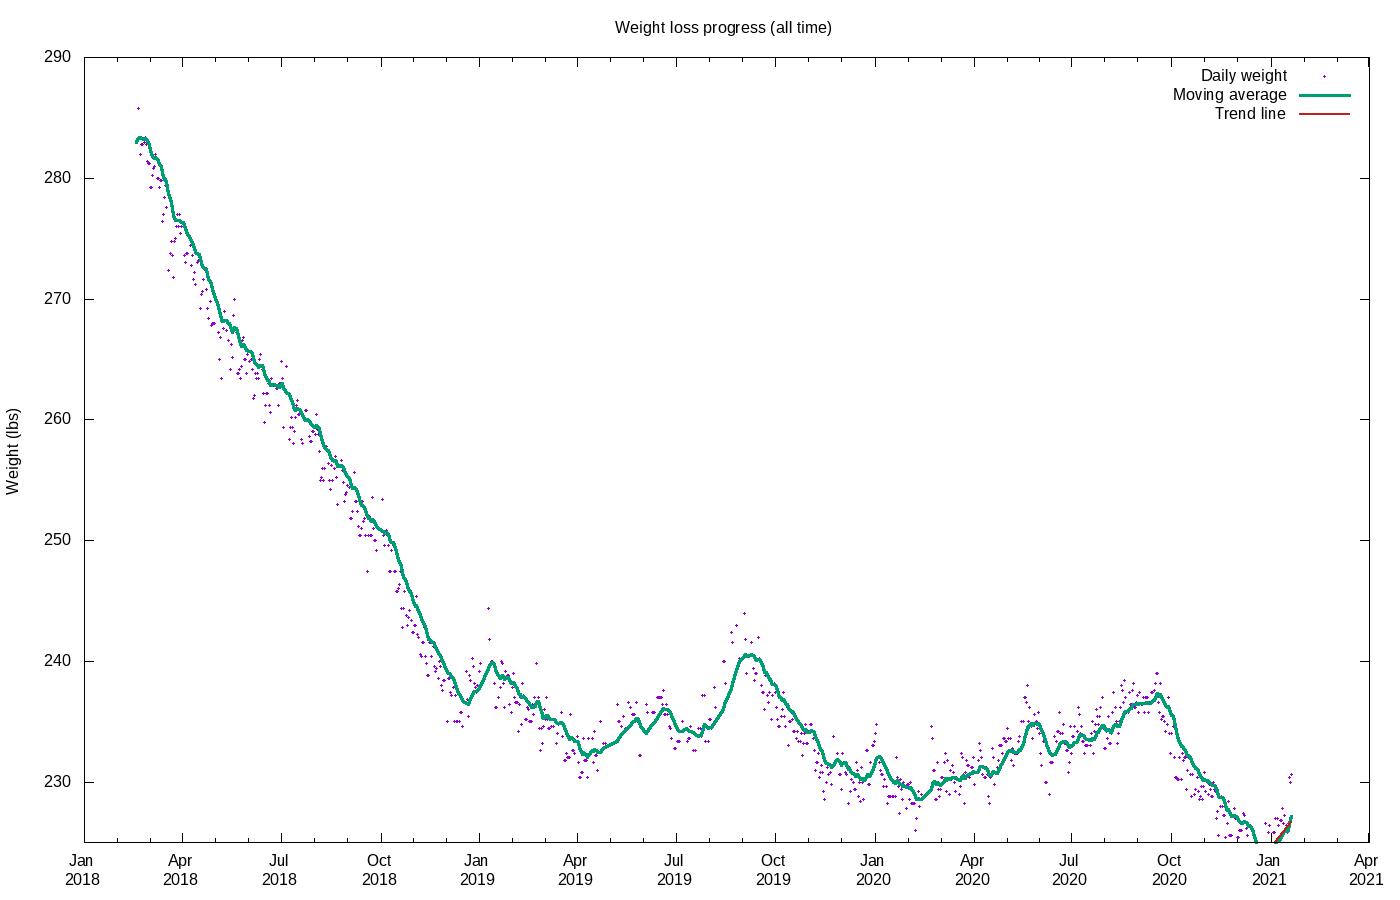 Weight loss progress (all time)
290
280
270
260
250
240
230
Weight (lbs)
Daily weight
Moving average
Trend line
Jan Apr Jul Oct Jan Apr Jul Oct Jan Apr Jul Oct Jan Apr
2018 2018 2018 2018 2019 2019 2019 2019 2020 2020 2020 2020 2021 2021